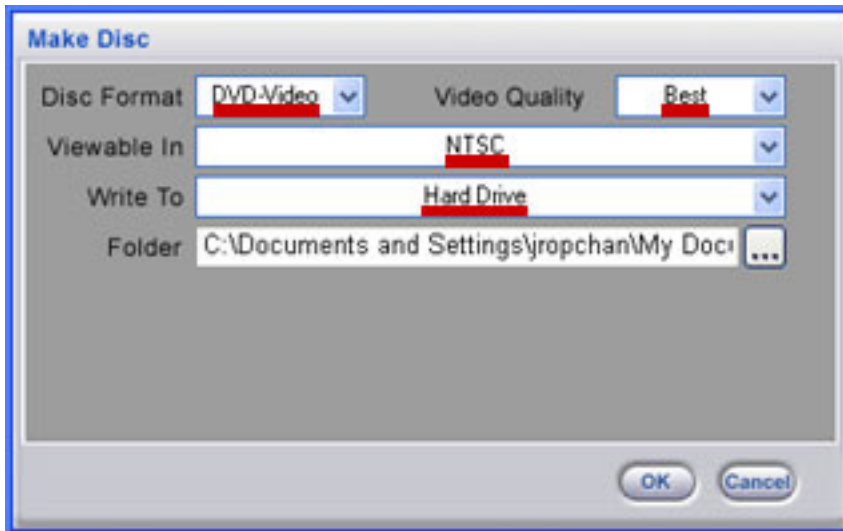 Make Disc
Disc Format DVD-Video Video Quality Best
Viewable In NTSC
Write To Hard Drive
Folder C:\Documents and Settings\jropchan\My Doc ...
OK Cancel